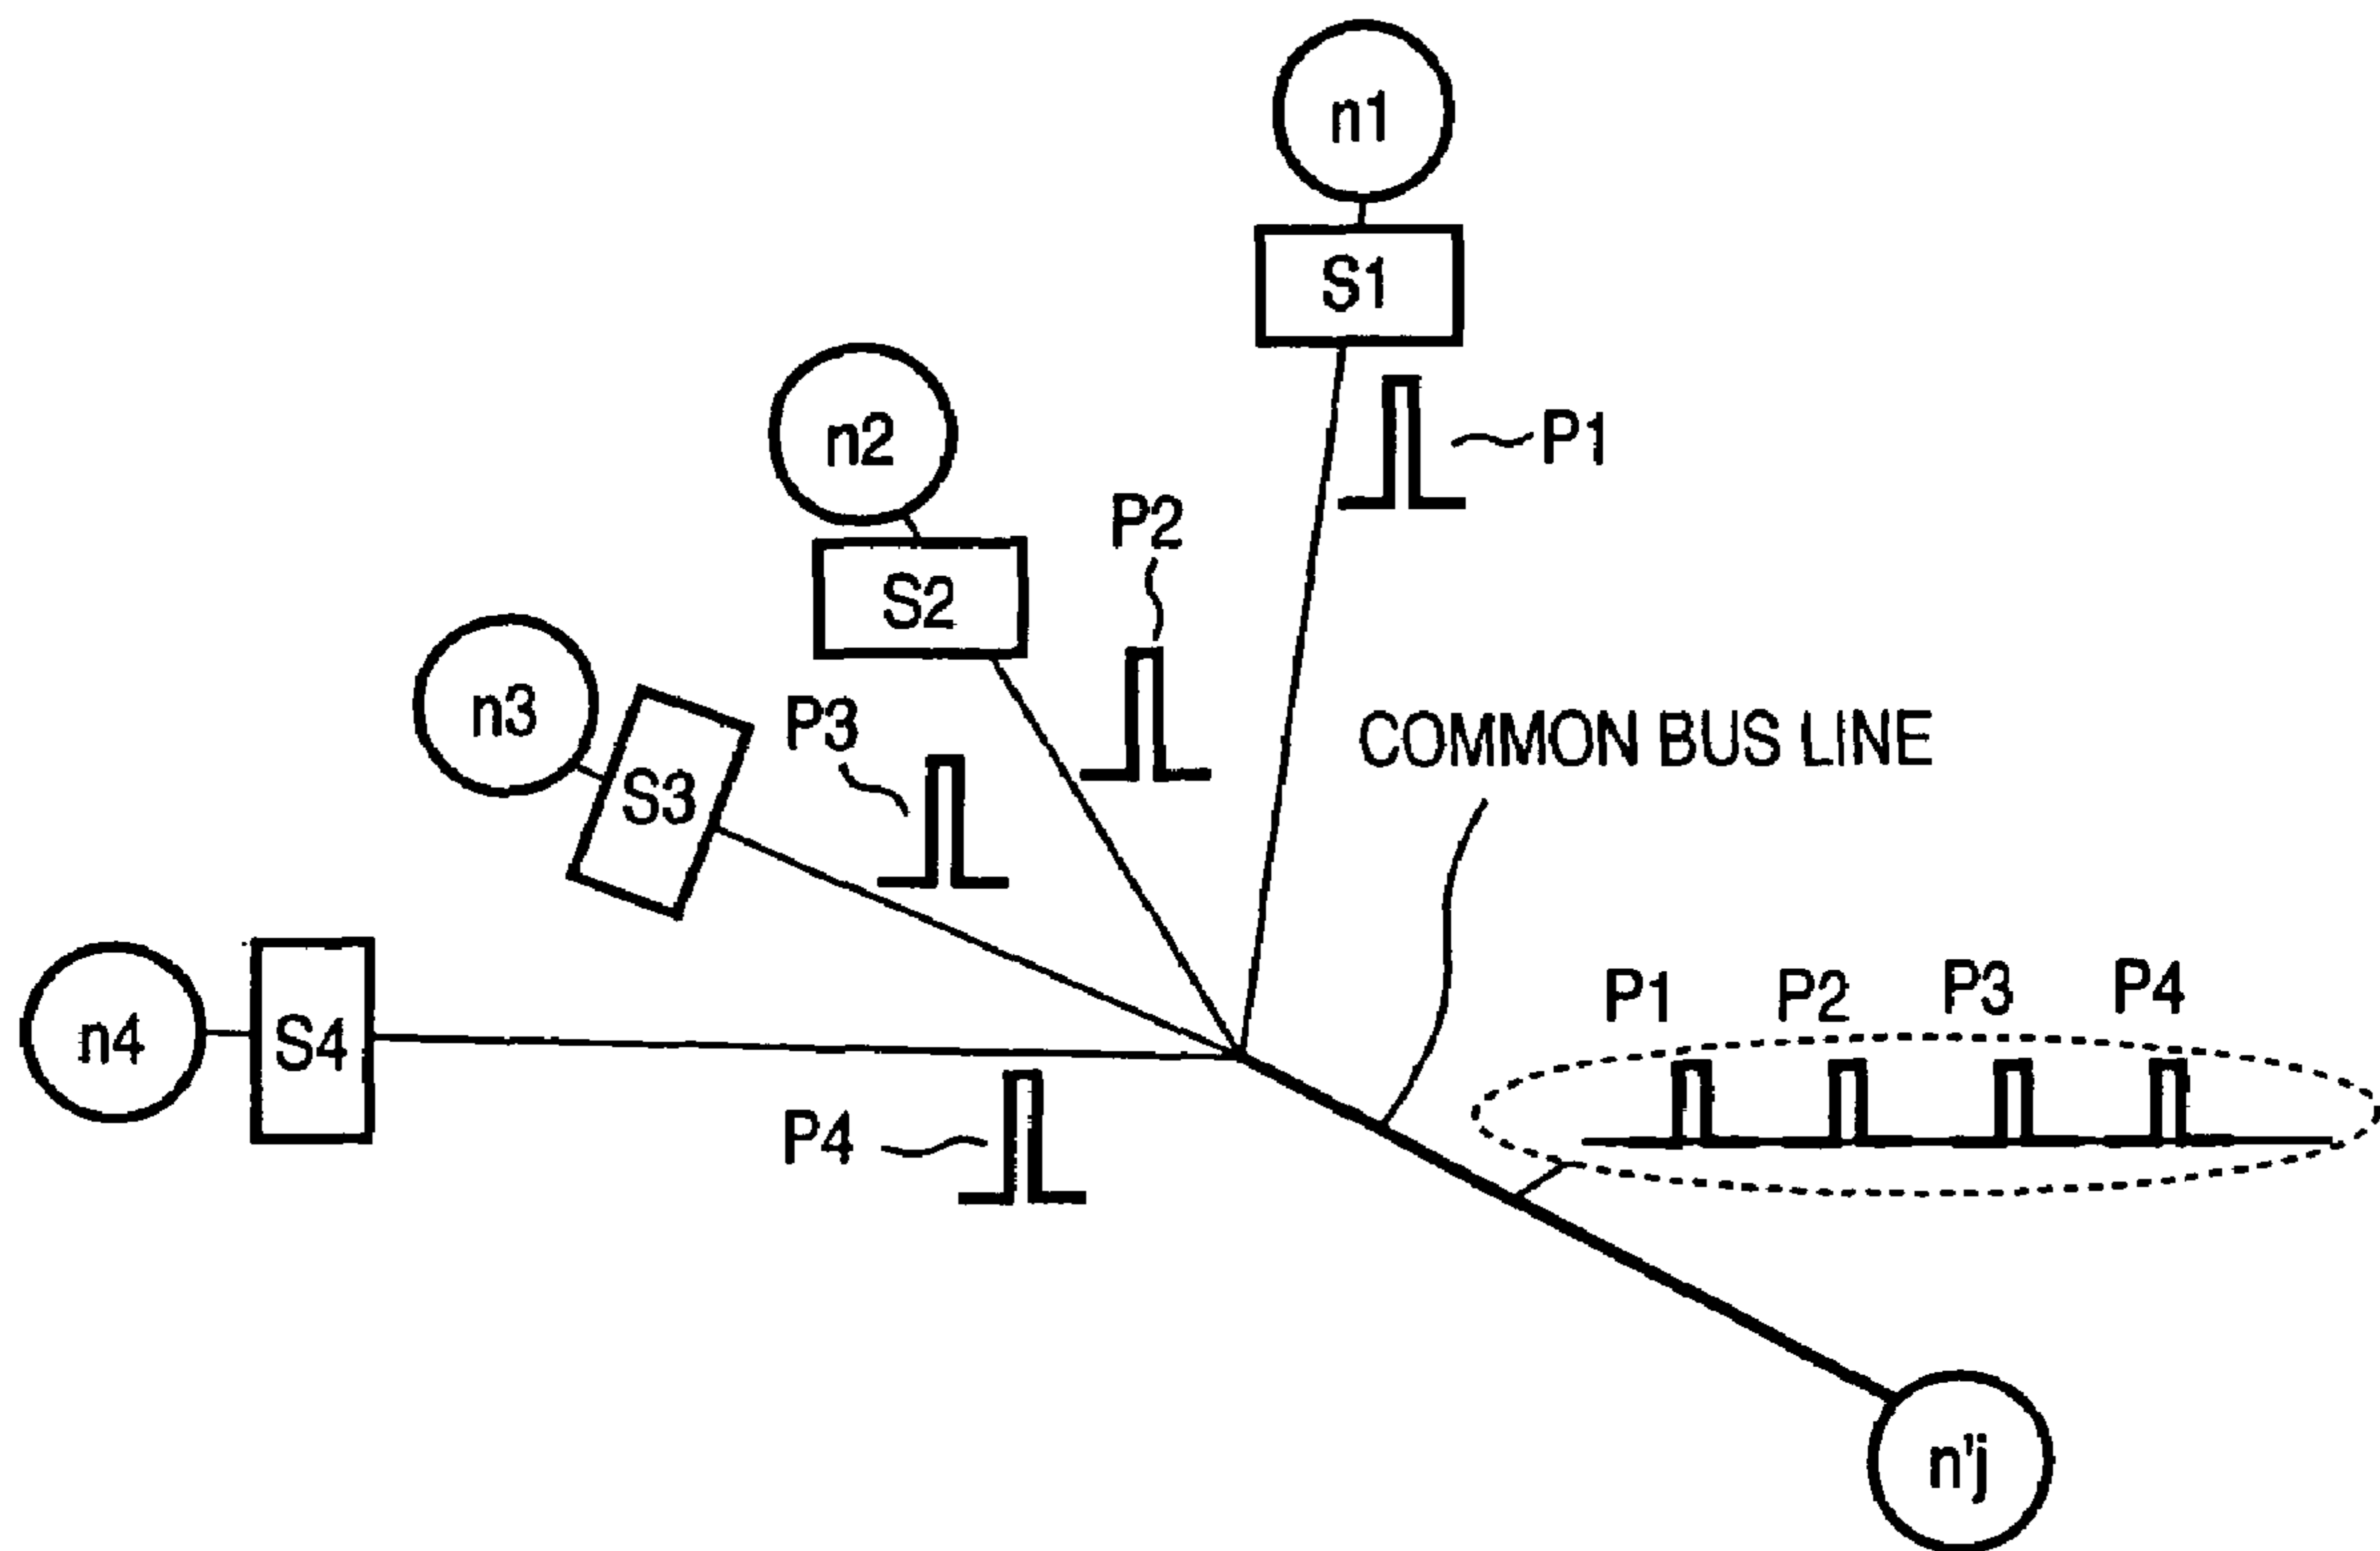 n1
S1
P1
n2
P2
S2
n3
P3
S3
COMMON BUS LINE
n4
S4
P1 P2 P3 P4
P4
n'j